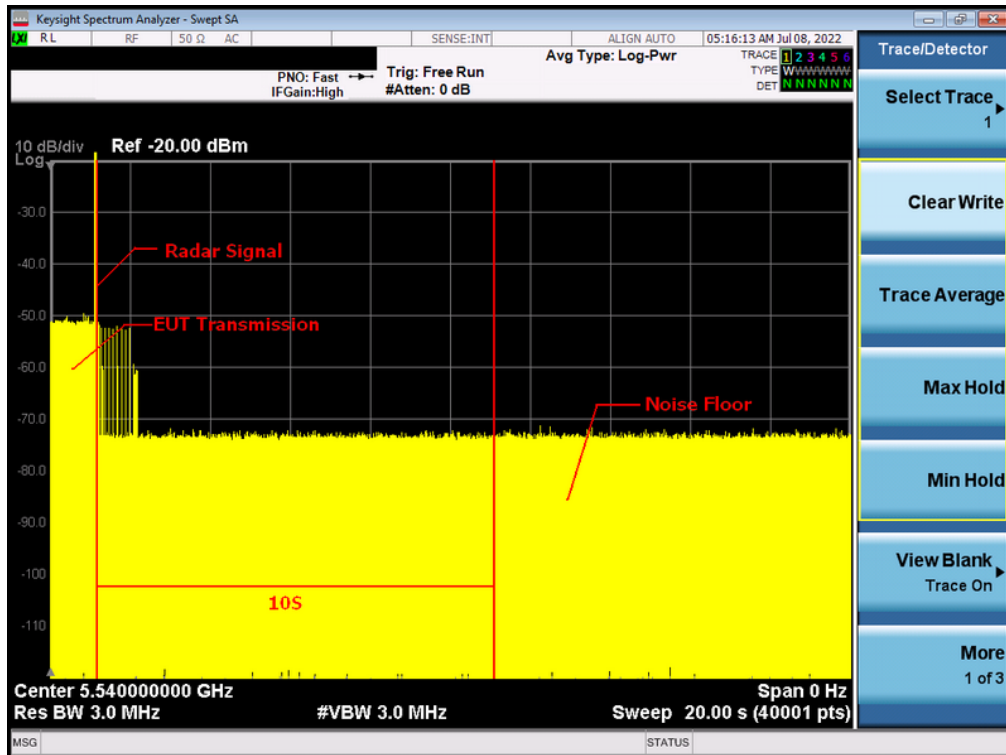 Keysight Spectrum Analyzer - Swept SA
LXI RL RF 50 Ω AC SENSE:INT ALIGN AUTO 05:16:13 AM Jul 08, 2022
Avg Type: Log-Pwr
TRACE 1 2 3 4 5 6
TYPE W
DET N N N N N N
PNO: Fast
IFGain:High
Trig: Free Run
#Atten: 0 dB
10 dB/div
Log
Ref -20.00 dBm
-30.0
-40.0
-50.0
-60.0
-70.0
-80.0
-90.0
-100
-110
Radar Signal
EUT Transmission
Noise Floor
10S
Center 5.540000000 GHz
Span 0 Hz
Res BW 3.0 MHz
#VBW 3.0 MHz
Sweep 20.00 s (40001 pts)
MSG
STATUS
Trace/Detector
Select Trace
1
Clear Write
Trace Average
Max Hold
Min Hold
View Blank
Trace On
More
1 of 3